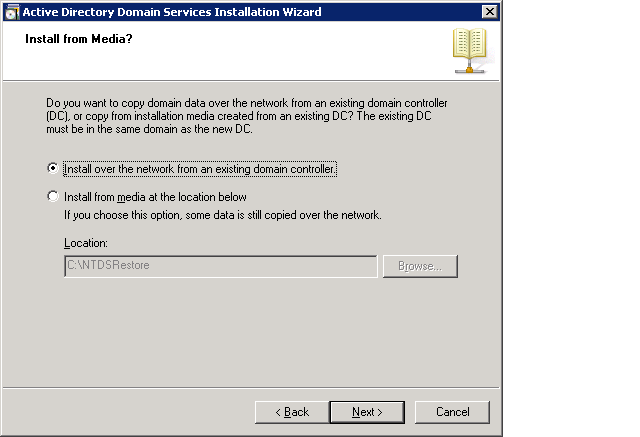 Active Directory Domain Services Installation Wizard
Install from Media?
Do you want to copy domain data over the network from an existing domain controller
(DC), or copy from installation media created from an existing DC? The existing DC
must be in the same domain as the new DC.
Install over the network from an existing domain controller.
Install from media at the location below
If you choose this option, some data is still copied over the network.
Location:
C:\NTDSRestore
Browse...
< Back
Next >
Cancel